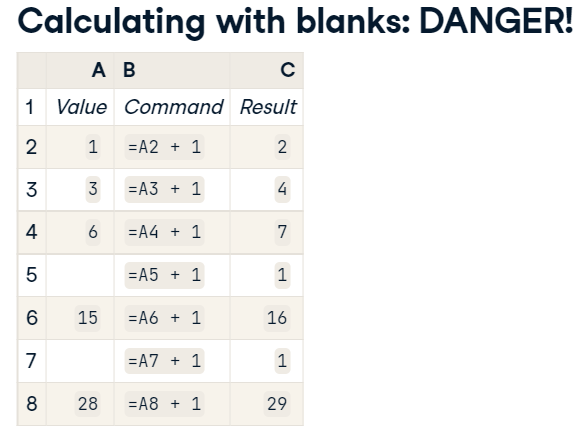 Calculating with blanks: DANGER!
A B C
1 Value Command Result
2 1 =A2 + 1 2
3 3 =A3 + 1 4
4 6 =A4 + 1 7
5 =A5 + 1 1
6 15 =A6 + 1 16
7 =A7 + 1 1
8 28 =A8 + 1 29